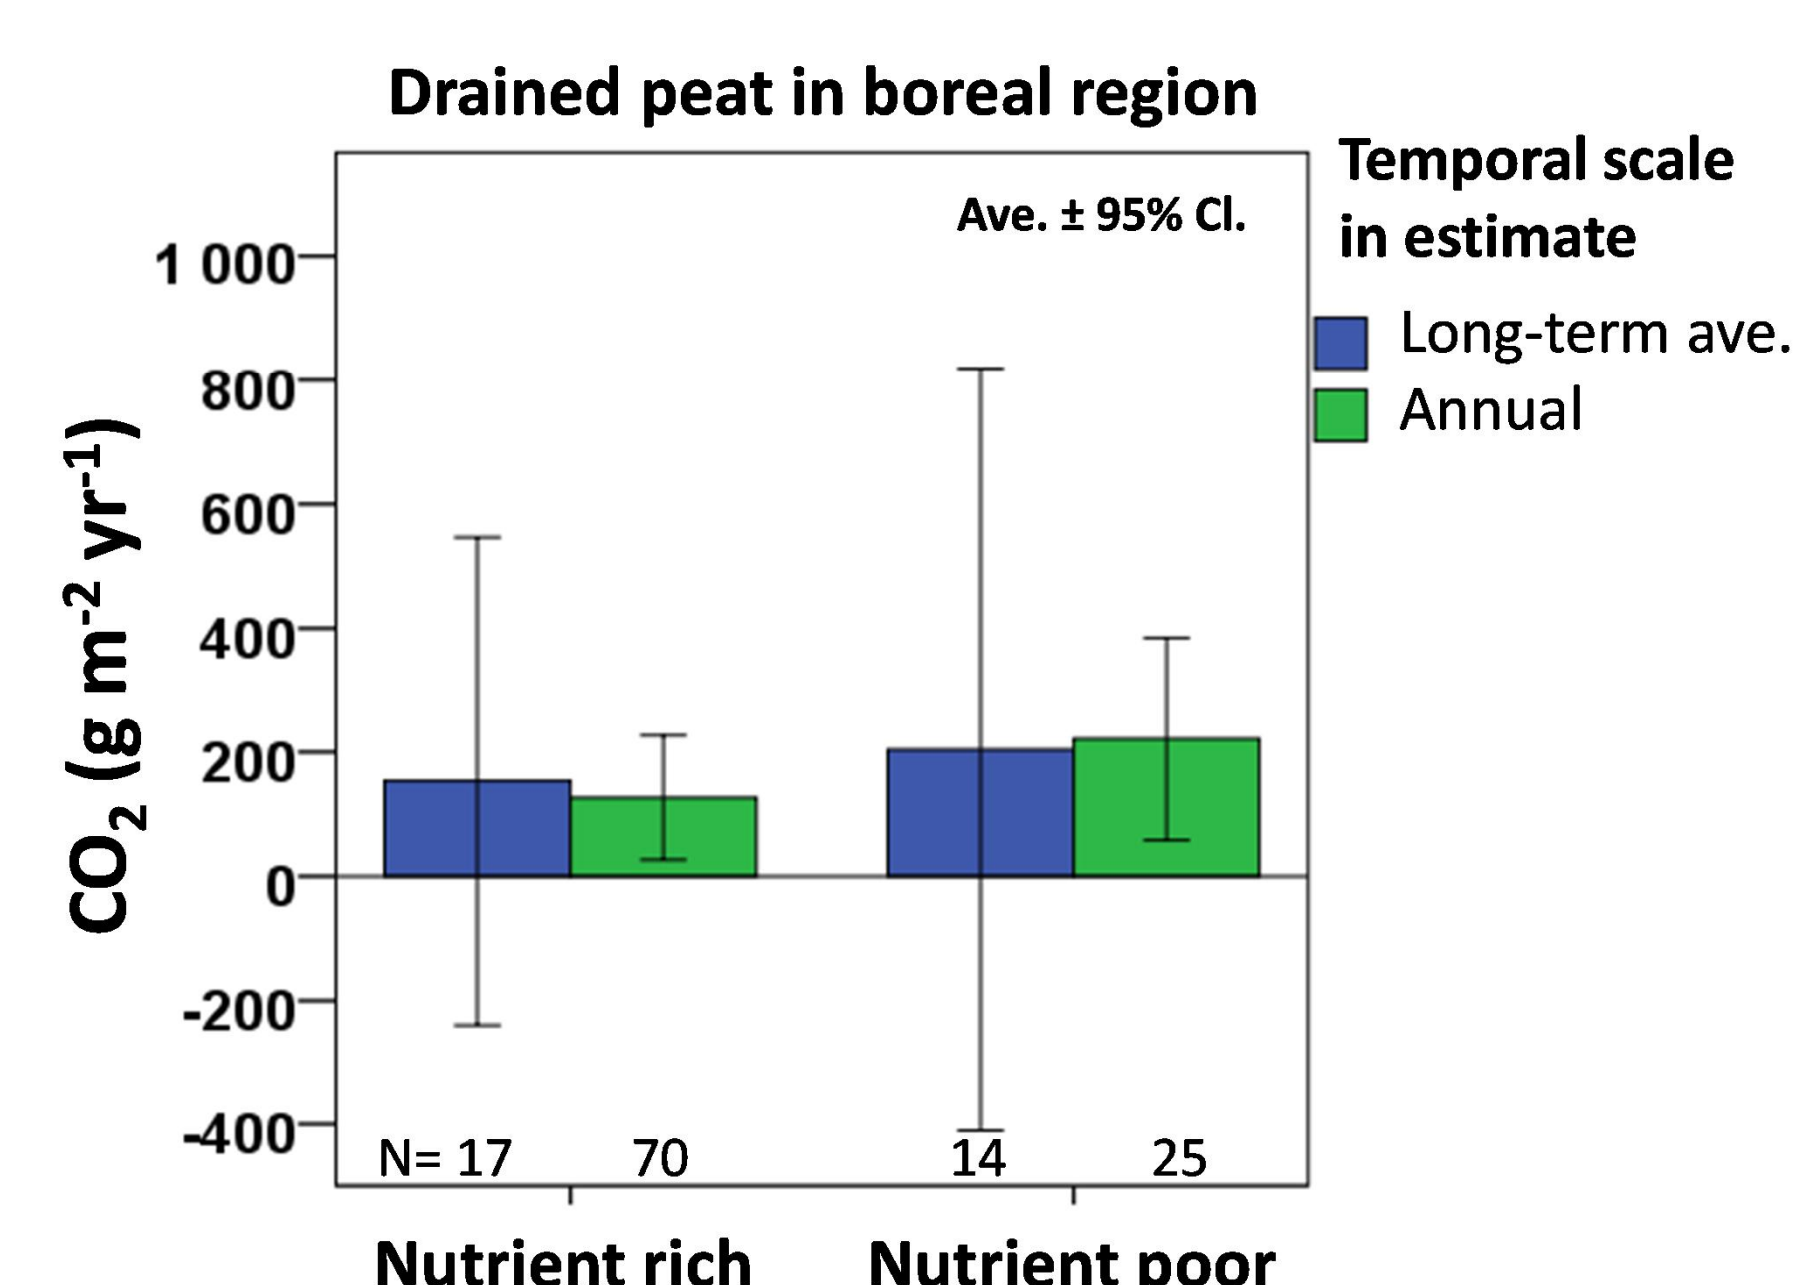 Drained peat in boreal region
Ave. ± 95% Cl.
Temporal scale
in estimate
Long-term ave.
Annual
CO₂ (g m⁻² yr⁻¹)
1 000
800
600
400
200
0
-200
-400
N= 17 70 14 25
Nutrient rich Nutrient poor